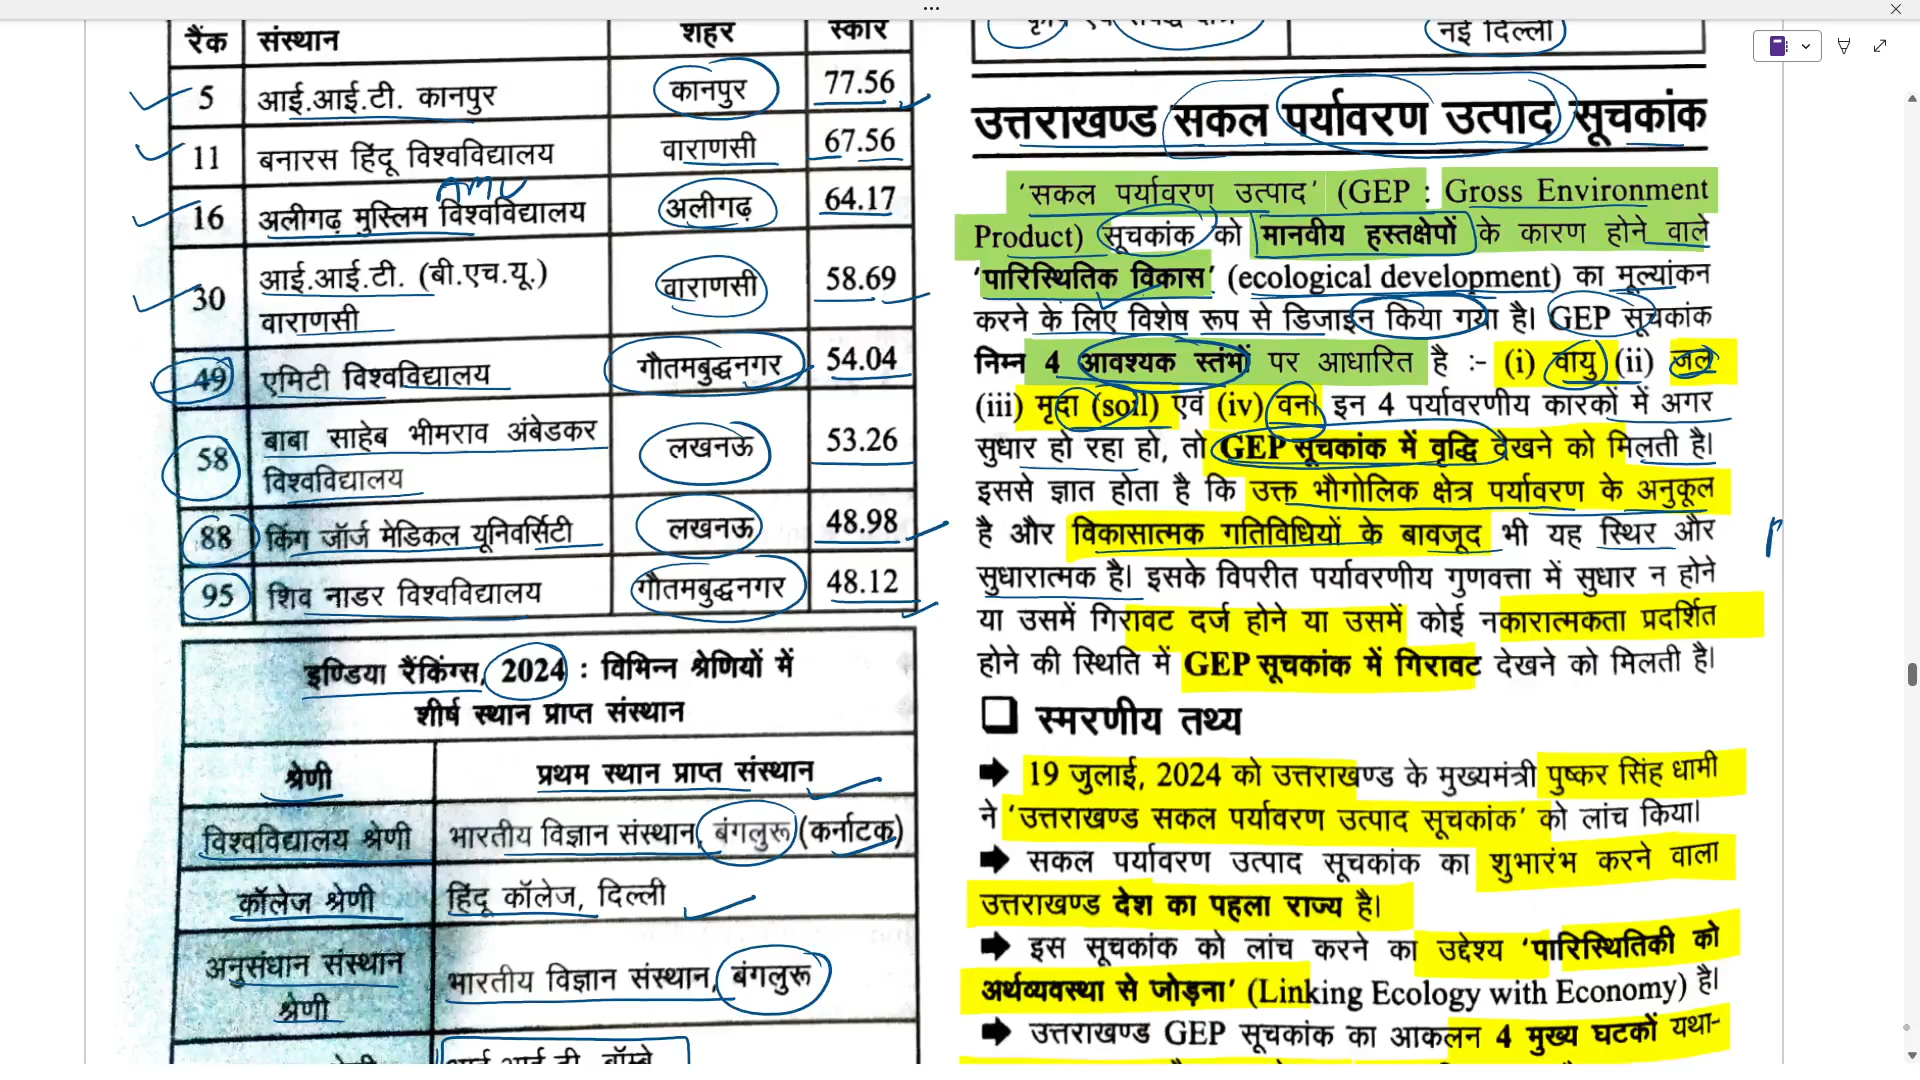 रैंक संस्थान शहर स्कोर
5 आई.आई.टी. कानपुर कानपुर 77.56
11 बनारस हिंदू विश्वविद्यालय वाराणसी 67.56
AMU
16 अलीगढ़ मुस्लिम विश्वविद्यालय अलीगढ़ 64.17
30 आई.आई.टी. (बी.एच.यू.) वाराणसी 58.69
वाराणसी
49 एमिटी विश्वविद्यालय गौतमबुद्धनगर 54.04
58 बाबा साहेब भीमराव अंबेडकर लखनऊ 53.26
विश्वविद्यालय
88 किंग जॉर्ज मेडिकल यूनिवर्सिटी लखनऊ 48.98
95 शिव नाडर विश्वविद्यालय गौतमबुद्धनगर 48.12
इण्डिया रैंकिंग्स, 2024 : विभिन्न श्रेणियों में
शीर्ष स्थान प्राप्त संस्थान
श्रेणी प्रथम स्थान प्राप्त संस्थान
विश्वविद्यालय श्रेणी भारतीय विज्ञान संस्थान, बंगलुरू (कर्नाटक)
कॉलेज श्रेणी हिंदू कॉलेज, दिल्ली
अनुसंधान संस्थान भारतीय विज्ञान संस्थान, बंगलुरू
श्रेणी
नई दिल्ली
उत्तराखण्ड सकल पर्यावरण उत्पाद सूचकांक
'सकल पर्यावरण उत्पाद' (GEP : Gross Environment
Product) सूचकांक को मानवीय हस्तक्षेपों के कारण होने वाले
'पारिस्थितिक विकास' (ecological development) का मूल्यांकन
करने के लिए विशेष रूप से डिजाइन किया गया है। GEP सूचकांक
निम्न 4 आवश्यक स्तंभों पर आधारित है :- (i) वायु (ii) जल
(iii) मृदा (soil) एवं (iv) वन। इन 4 पर्यावरणीय कारकों में अगर
सुधार हो रहा हो, तो GEP सूचकांक में वृद्धि देखने को मिलती है।
इससे ज्ञात होता है कि उक्त भौगोलिक क्षेत्र पर्यावरण के अनुकूल
है और विकासात्मक गतिविधियों के बावजूद भी यह स्थिर और
सुधारात्मक है। इसके विपरीत पर्यावरणीय गुणवत्ता में सुधार न होने
या उसमें गिरावट दर्ज होने या उसमें कोई नकारात्मकता प्रदर्शित
होने की स्थिति में GEP सूचकांक में गिरावट देखने को मिलती है।
❑ स्मरणीय तथ्य
➡ 19 जुलाई, 2024 को उत्तराखण्ड के मुख्यमंत्री पुष्कर सिंह धामी
ने 'उत्तराखण्ड सकल पर्यावरण उत्पाद सूचकांक' को लांच किया।
➡ सकल पर्यावरण उत्पाद सूचकांक का शुभारंभ करने वाला
उत्तराखण्ड देश का पहला राज्य है।
➡ इस सूचकांक को लांच करने का उद्देश्य 'पारिस्थितिकी को
अर्थव्यवस्था से जोड़ना' (Linking Ecology with Economy) है।
➡ उत्तराखण्ड GEP सूचकांक का आकलन 4 मुख्य घटकों यथा-